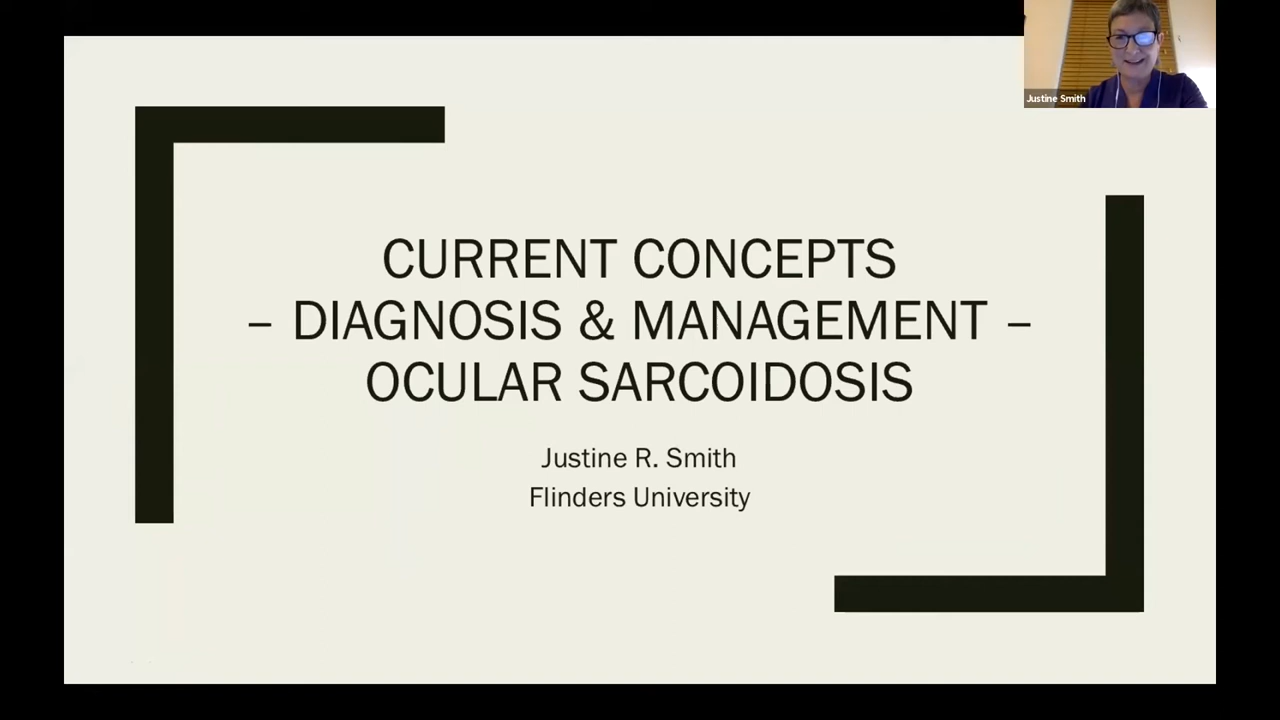 Justine Smith
CURRENT CONCEPTS
– DIAGNOSIS & MANAGEMENT –
OCULAR SARCOIDOSIS
Justine R. Smith
Flinders University